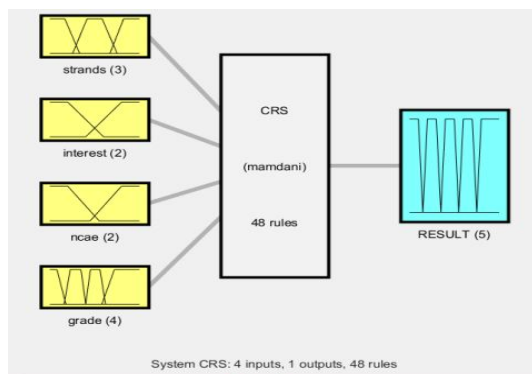 strands (3)
interest (2)
ncae (2)
grade (4)
CRS
(mamdani)
48 rules
RESULT (5)
System CRS: 4 inputs, 1 outputs, 48 rules